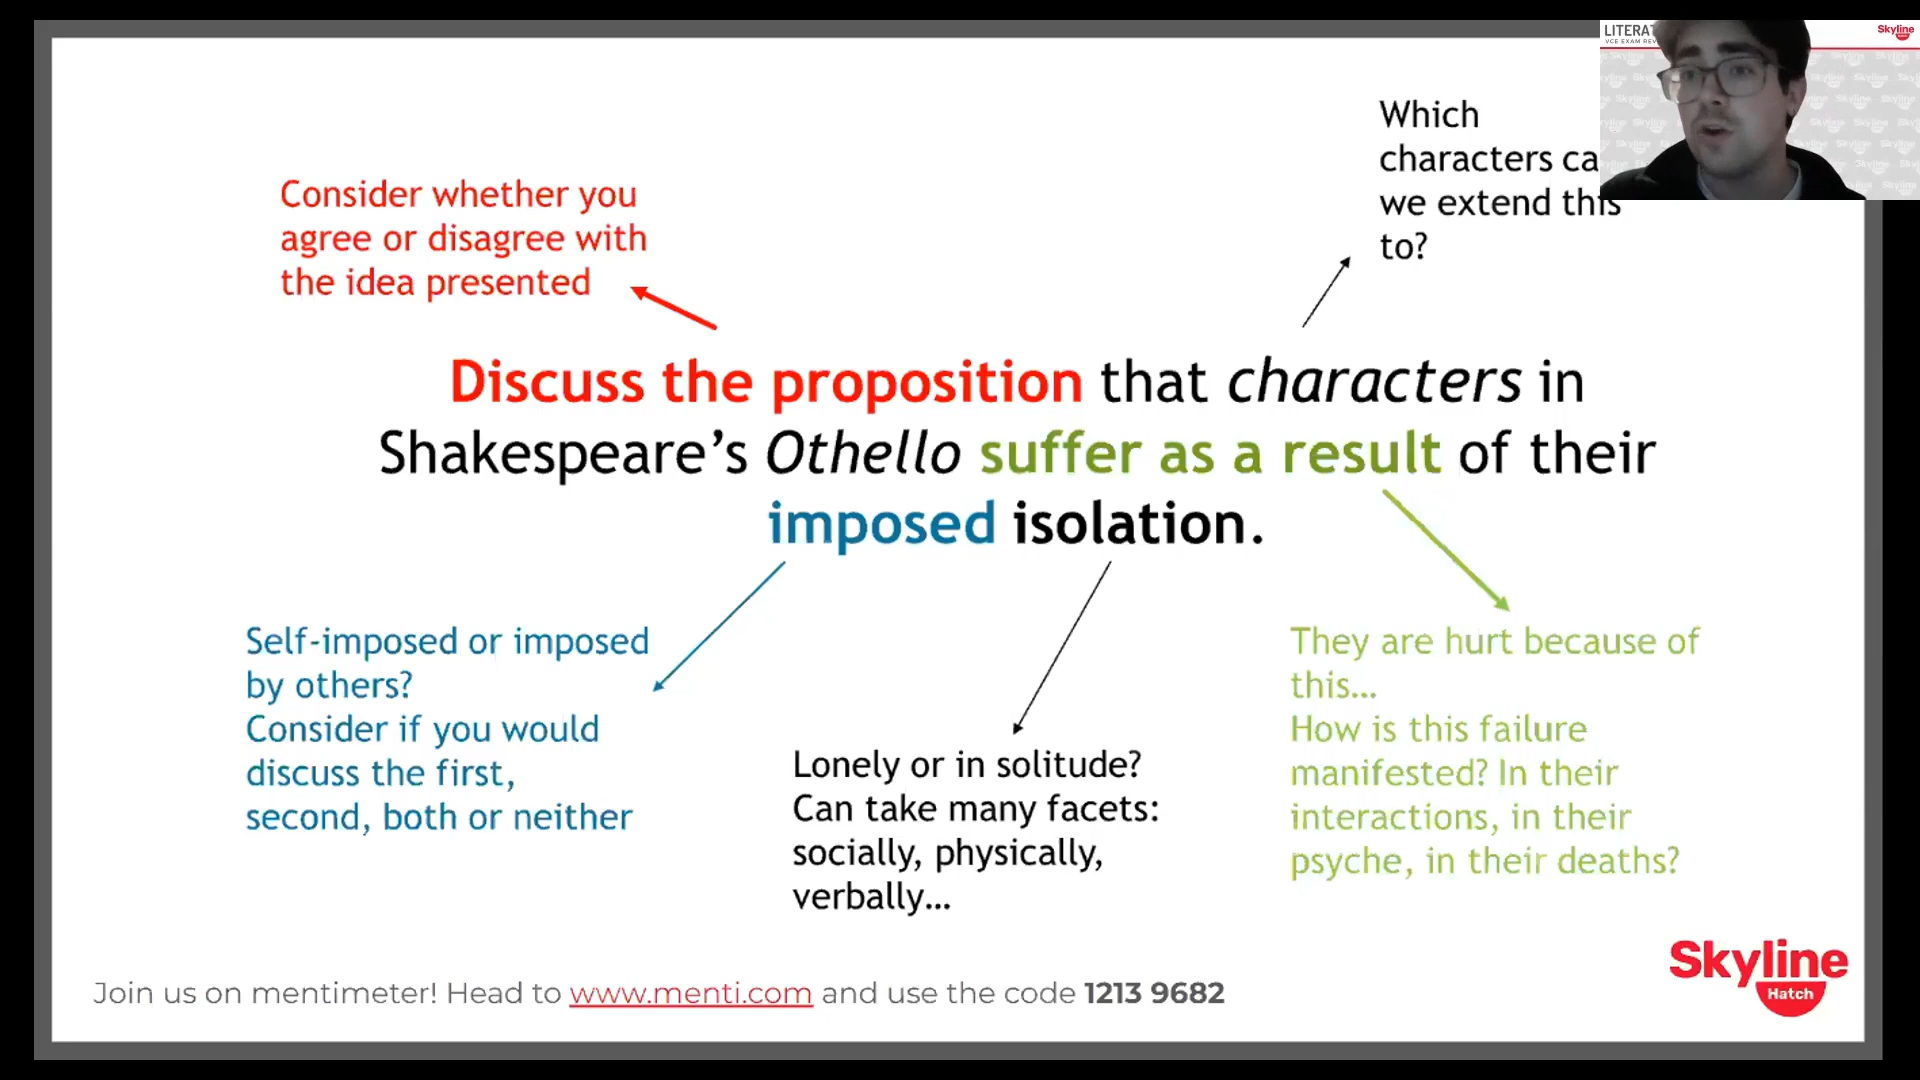 LITERAT
VCE EXAM REV
Skyline
Which
characters ca
we extend this
to?
Consider whether you
agree or disagree with
the idea presented
Discuss the proposition that characters in
Shakespeare’s Othello suffer as a result of their
imposed isolation.
Self-imposed or imposed
by others?
Consider if you would
discuss the first,
second, both or neither
Lonely or in solitude?
Can take many facets:
socially, physically,
verbally…
They are hurt because of
this…
How is this failure
manifested? In their
interactions, in their
psyche, in their deaths?
Skyline
Hatch
Join us on mentimeter! Head to www.menti.com and use the code 1213 9682